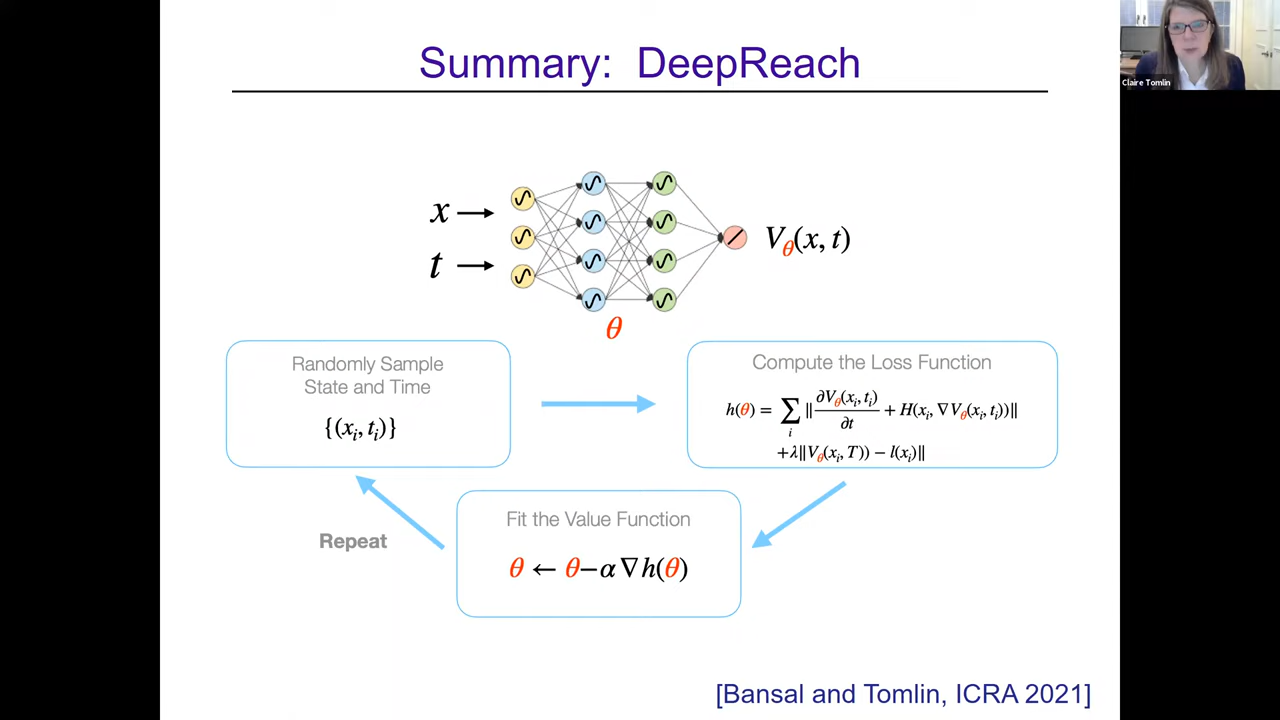 Summary: DeepReach
Claire Tomlin
x
t
V_θ(x, t)
θ
Randomly Sample
State and Time
{(x_i, t_i)}
Compute the Loss Function
h(θ) = ∑_i ‖ ∂V_θ(x_i, t_i) / ∂t + H(x_i, ∇V_θ(x_i, t_i))‖
+λ‖V_θ(x_i, T)) − l(x_i)‖
Repeat
Fit the Value Function
θ ← θ−α∇h(θ)
[Bansal and Tomlin, ICRA 2021]